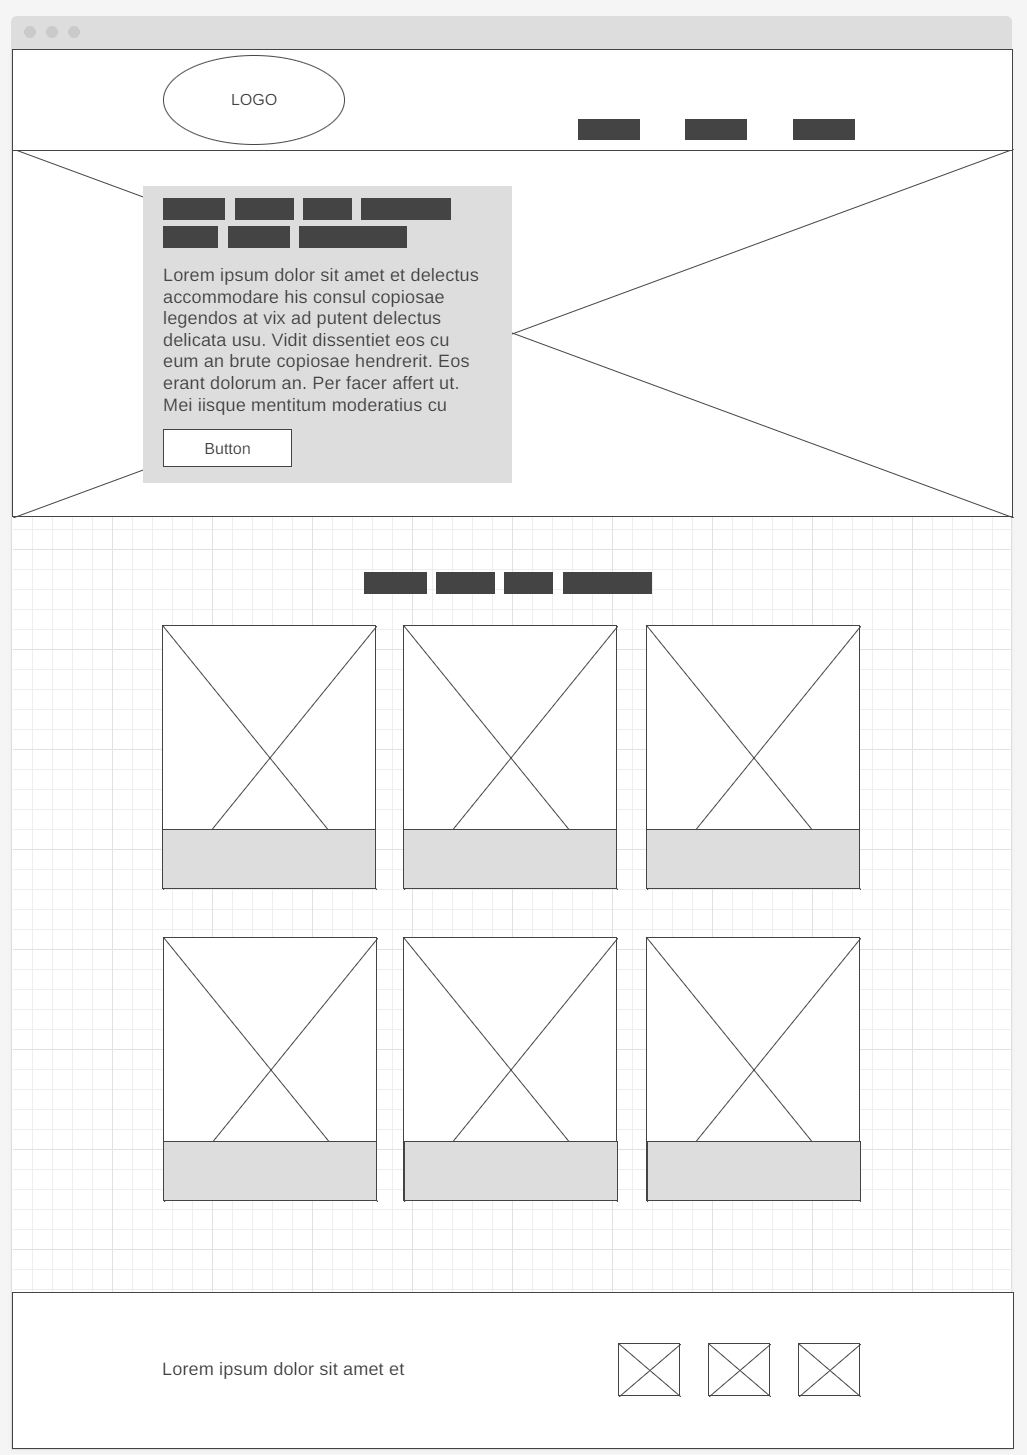 LOGO
Lorem ipsum dolor sit amet et delectus
accommodare his consul copiosae
legendos at vix ad putent delectus
delicata usu. Vidit dissentiet eos cu
eum an brute copiosae hendrerit. Eos
erant dolorum an. Per facer affert ut.
Mei iisque mentitum moderatius cu
Button
Lorem ipsum dolor sit amet et